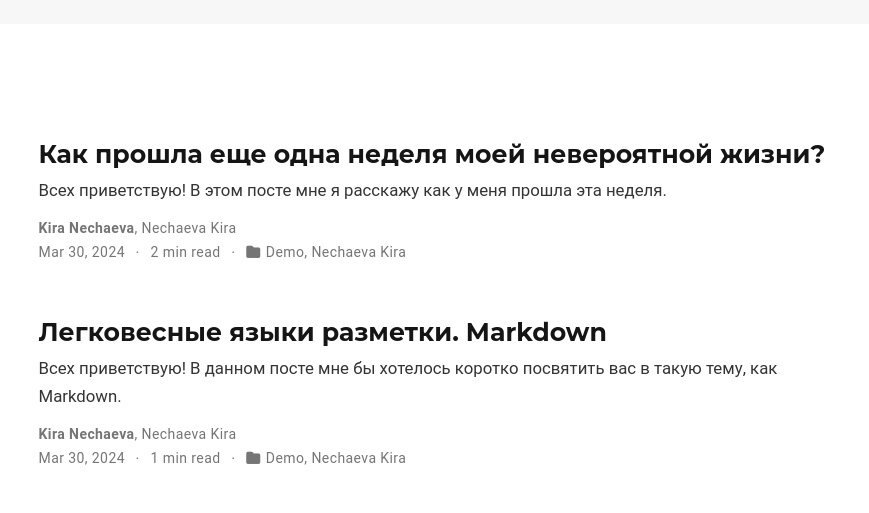 Как прошла еще одна неделя моей невероятной жизни?
Всех приветствую! В этом посте мне я расскажу как у меня прошла эта неделя.
Kira Nechaeva, Nechaeva Kira
Mar 30, 2024 · 2 min read · Demo, Nechaeva Kira
Легковесные языки разметки. Markdown
Всех приветствую! В данном посте мне бы хотелось коротко посвятить вас в такую тему, как
Markdown.
Kira Nechaeva, Nechaeva Kira
Mar 30, 2024 · 1 min read · Demo, Nechaeva Kira